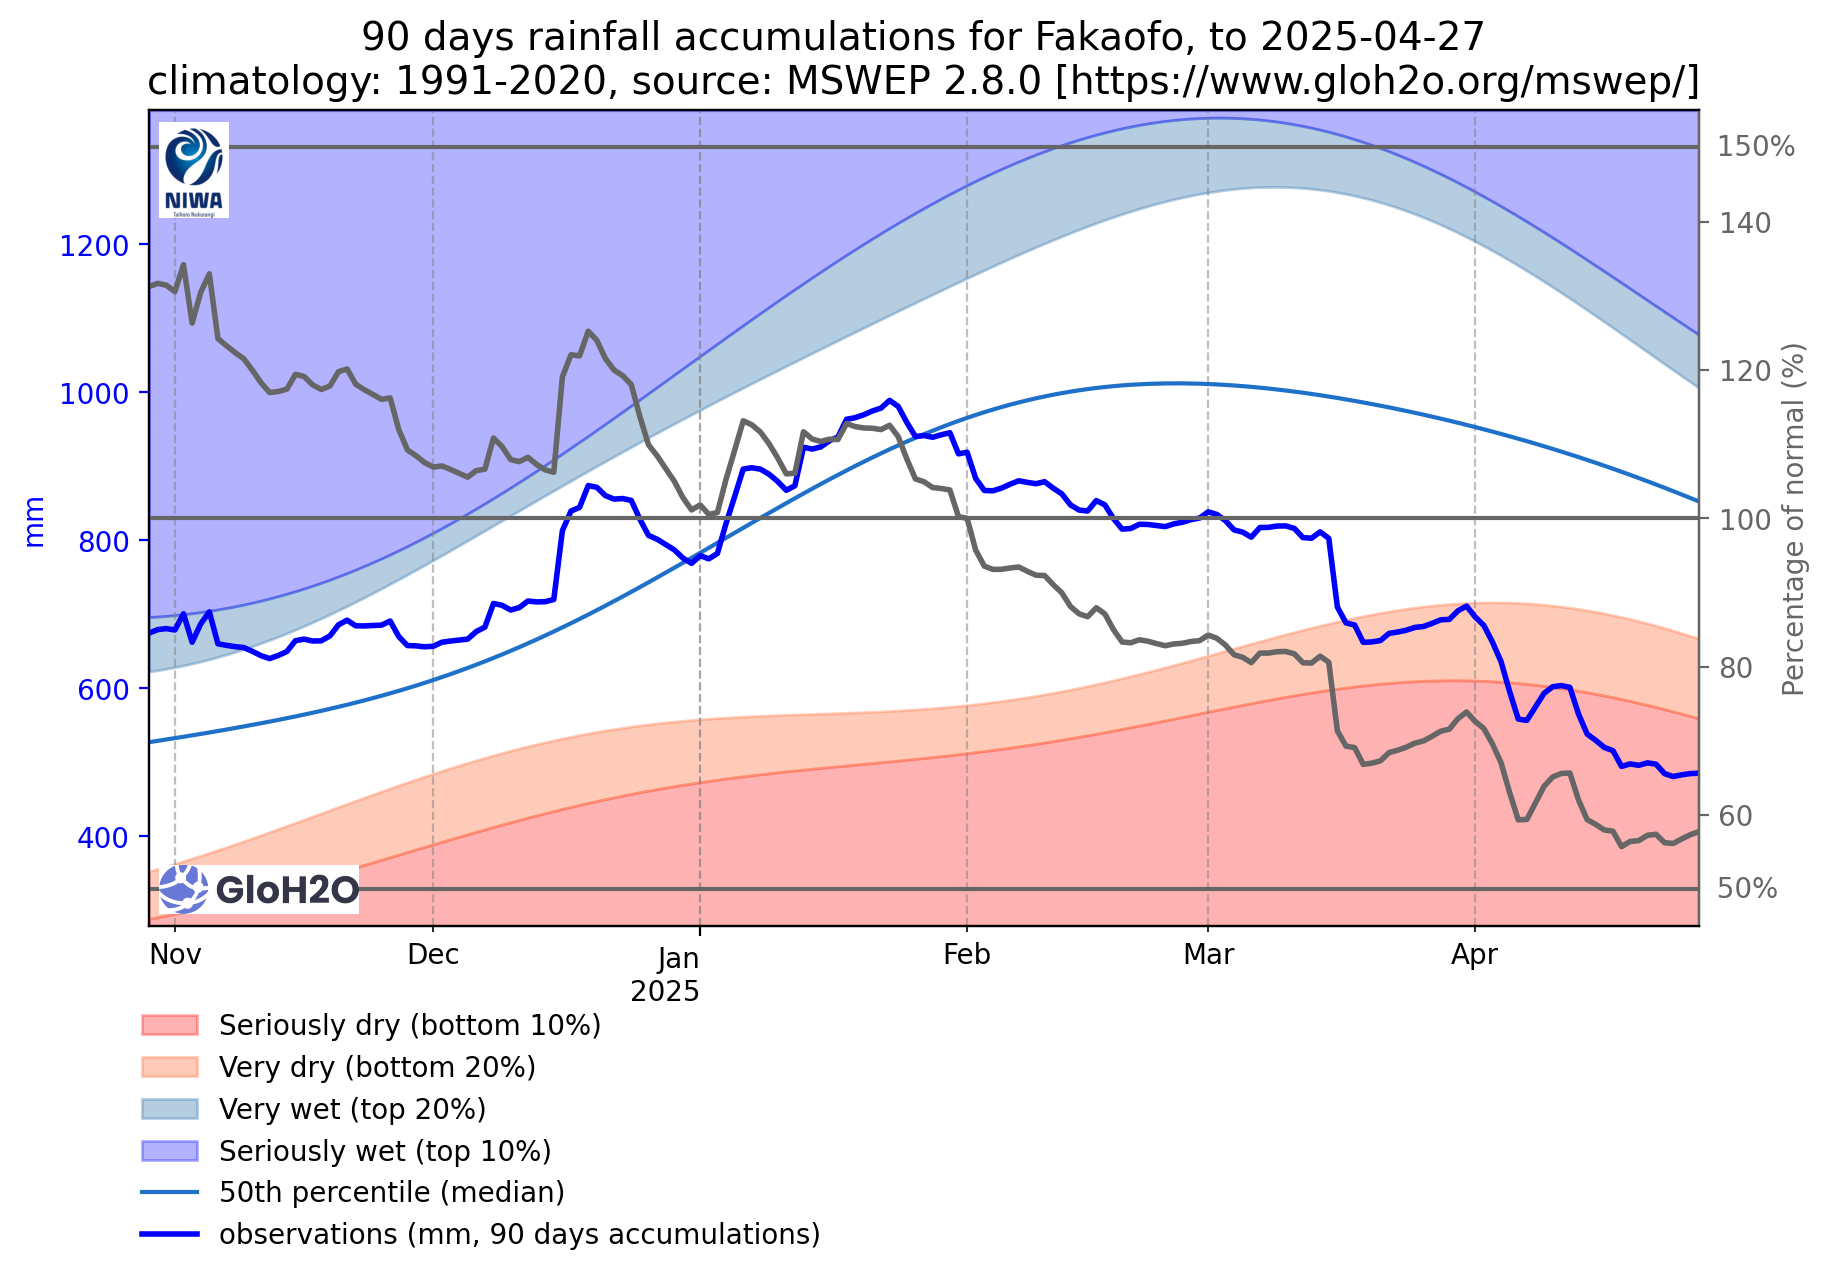 90 days rainfall accumulations for Fakaofo, to 2025-04-27
climatology: 1991-2020, source: MSWEP 2.8.0 [https://www.gloh2o.org/mswep/]
NIWA
Taihoro Nukurangi
1200
1000
800
600
400
mm
150%
140
120
100
80
60
50%
Percentage of normal (%)
GloH2O
Nov
Dec
Jan
2025
Feb
Mar
Apr
Seriously dry (bottom 10%)
Very dry (bottom 20%)
Very wet (top 20%)
Seriously wet (top 10%)
50th percentile (median)
observations (mm, 90 days accumulations)